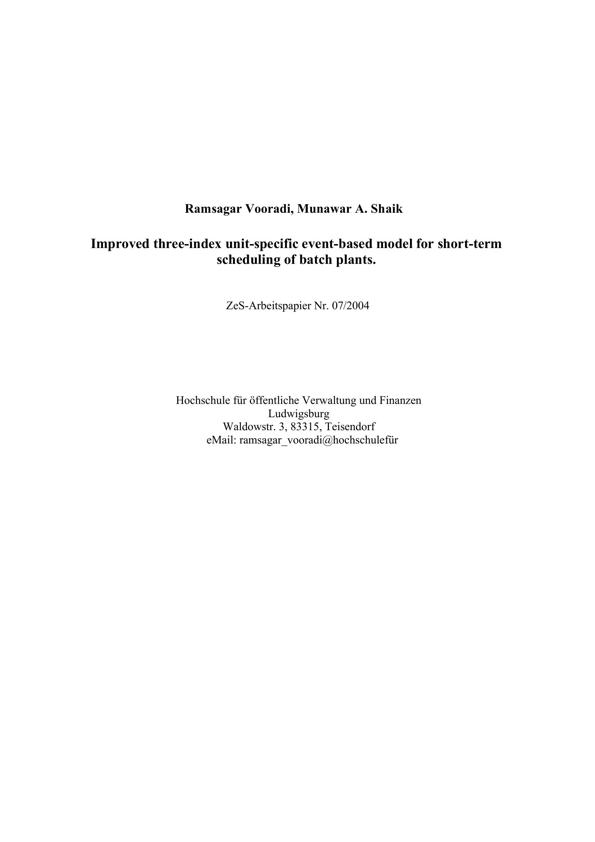 Ramsagar Vooradi, Munawar A. Shaik
Improved three-index unit-specific event-based model for short-term
scheduling of batch plants.
ZeS-Arbeitspapier Nr. 07/2004
Hochschule für öffentliche Verwaltung und Finanzen
Ludwigsburg
Waldowstr. 3, 83315, Teisendorf
eMail: ramsagar_vooradi@hochschulefür